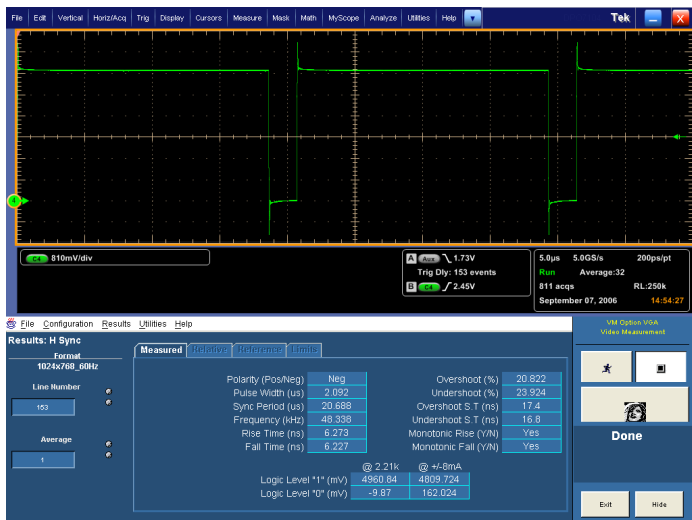 File Edit Vertical Horiz/Acq Trig Display Cursors Measure Mask Math MyScope Analyze Utilities Help Tek X
4
C4 810mV/div
A Aux 1.73V
Trig Dly: 153 events
B C4 2.45V
5.0µs 5.0GS/s 200ps/pt
Run Average:32
811 acqs RL:250k
September 07, 2006 14:54:27
File Configuration Results Utilities Help
VM Option VGA
Video Measurement
Results: H Sync
Format
1024x768_60Hz
Line Number
153
Average
1
Measured Relative Reference Limits
Polarity (Pos/Neg) Neg
Pulse Width (us) 2.092
Sync Period (us) 20.688
Frequency (kHz) 48.338
Rise Time (ns) 6.273
Fall Time (ns) 6.227
Overshoot (%) 20.822
Undershoot (%) 23.924
Overshoot S.T (ns) 17.4
Undershoot S.T (ns) 16.8
Monotonic Rise (Y/N) Yes
Monotonic Fall (Y/N) Yes
@ 2.21k @ +/-8mA
Logic Level "1" (mV) 4960.84 4809.724
Logic Level "0" (mV) -9.87 162.024
Done
Exit Hide